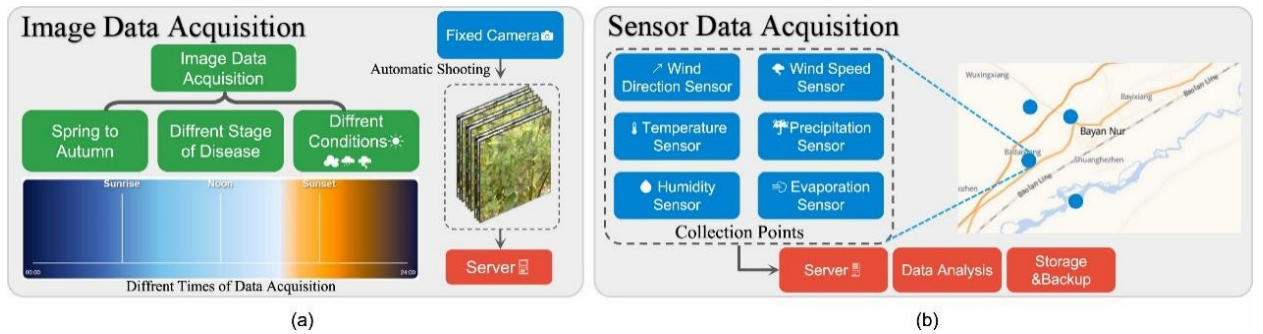 Image Data Acquisition
Image Data
Acquisition
Spring to
Autumn
Diffrent Stage
of Disease
Diffrent
Conditions
Sunrise
Noon
Sunset
00:00
24:00
Diffrent Times of Data Acquisition
Fixed Camera
Automatic Shooting
Server
(a)
Sensor Data Acquisition
Wind
Direction Sensor
Wind Speed
Sensor
Temperature
Sensor
Precipitation
Sensor
Humidity
Sensor
Evaporation
Sensor
Collection Points
Wuxingxiang
Bayixiang
Baolan Line
Bayan Nur
Shuanghezhen
Baolan Line
Server
Data Analysis
Storage
&Backup
(b)